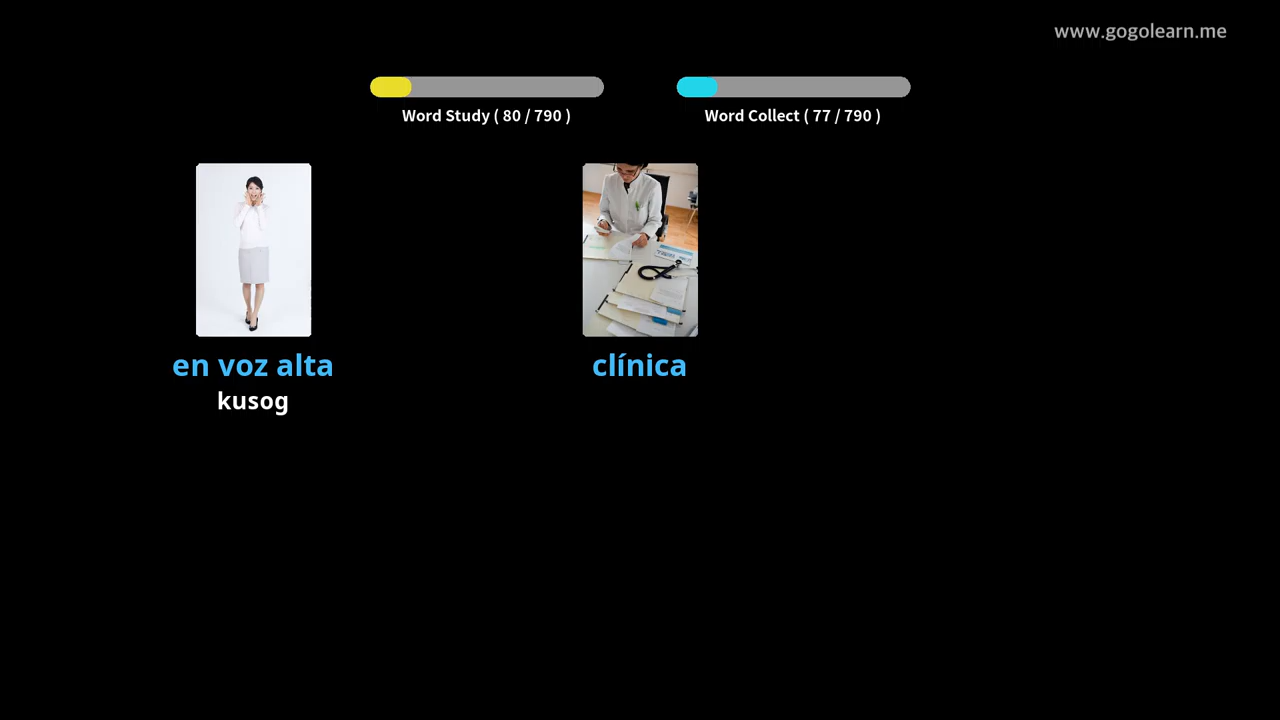 www.gogolearn.me
Word Study ( 80 / 790 )
Word Collect ( 77 / 790 )
en voz alta
kusog
clínica